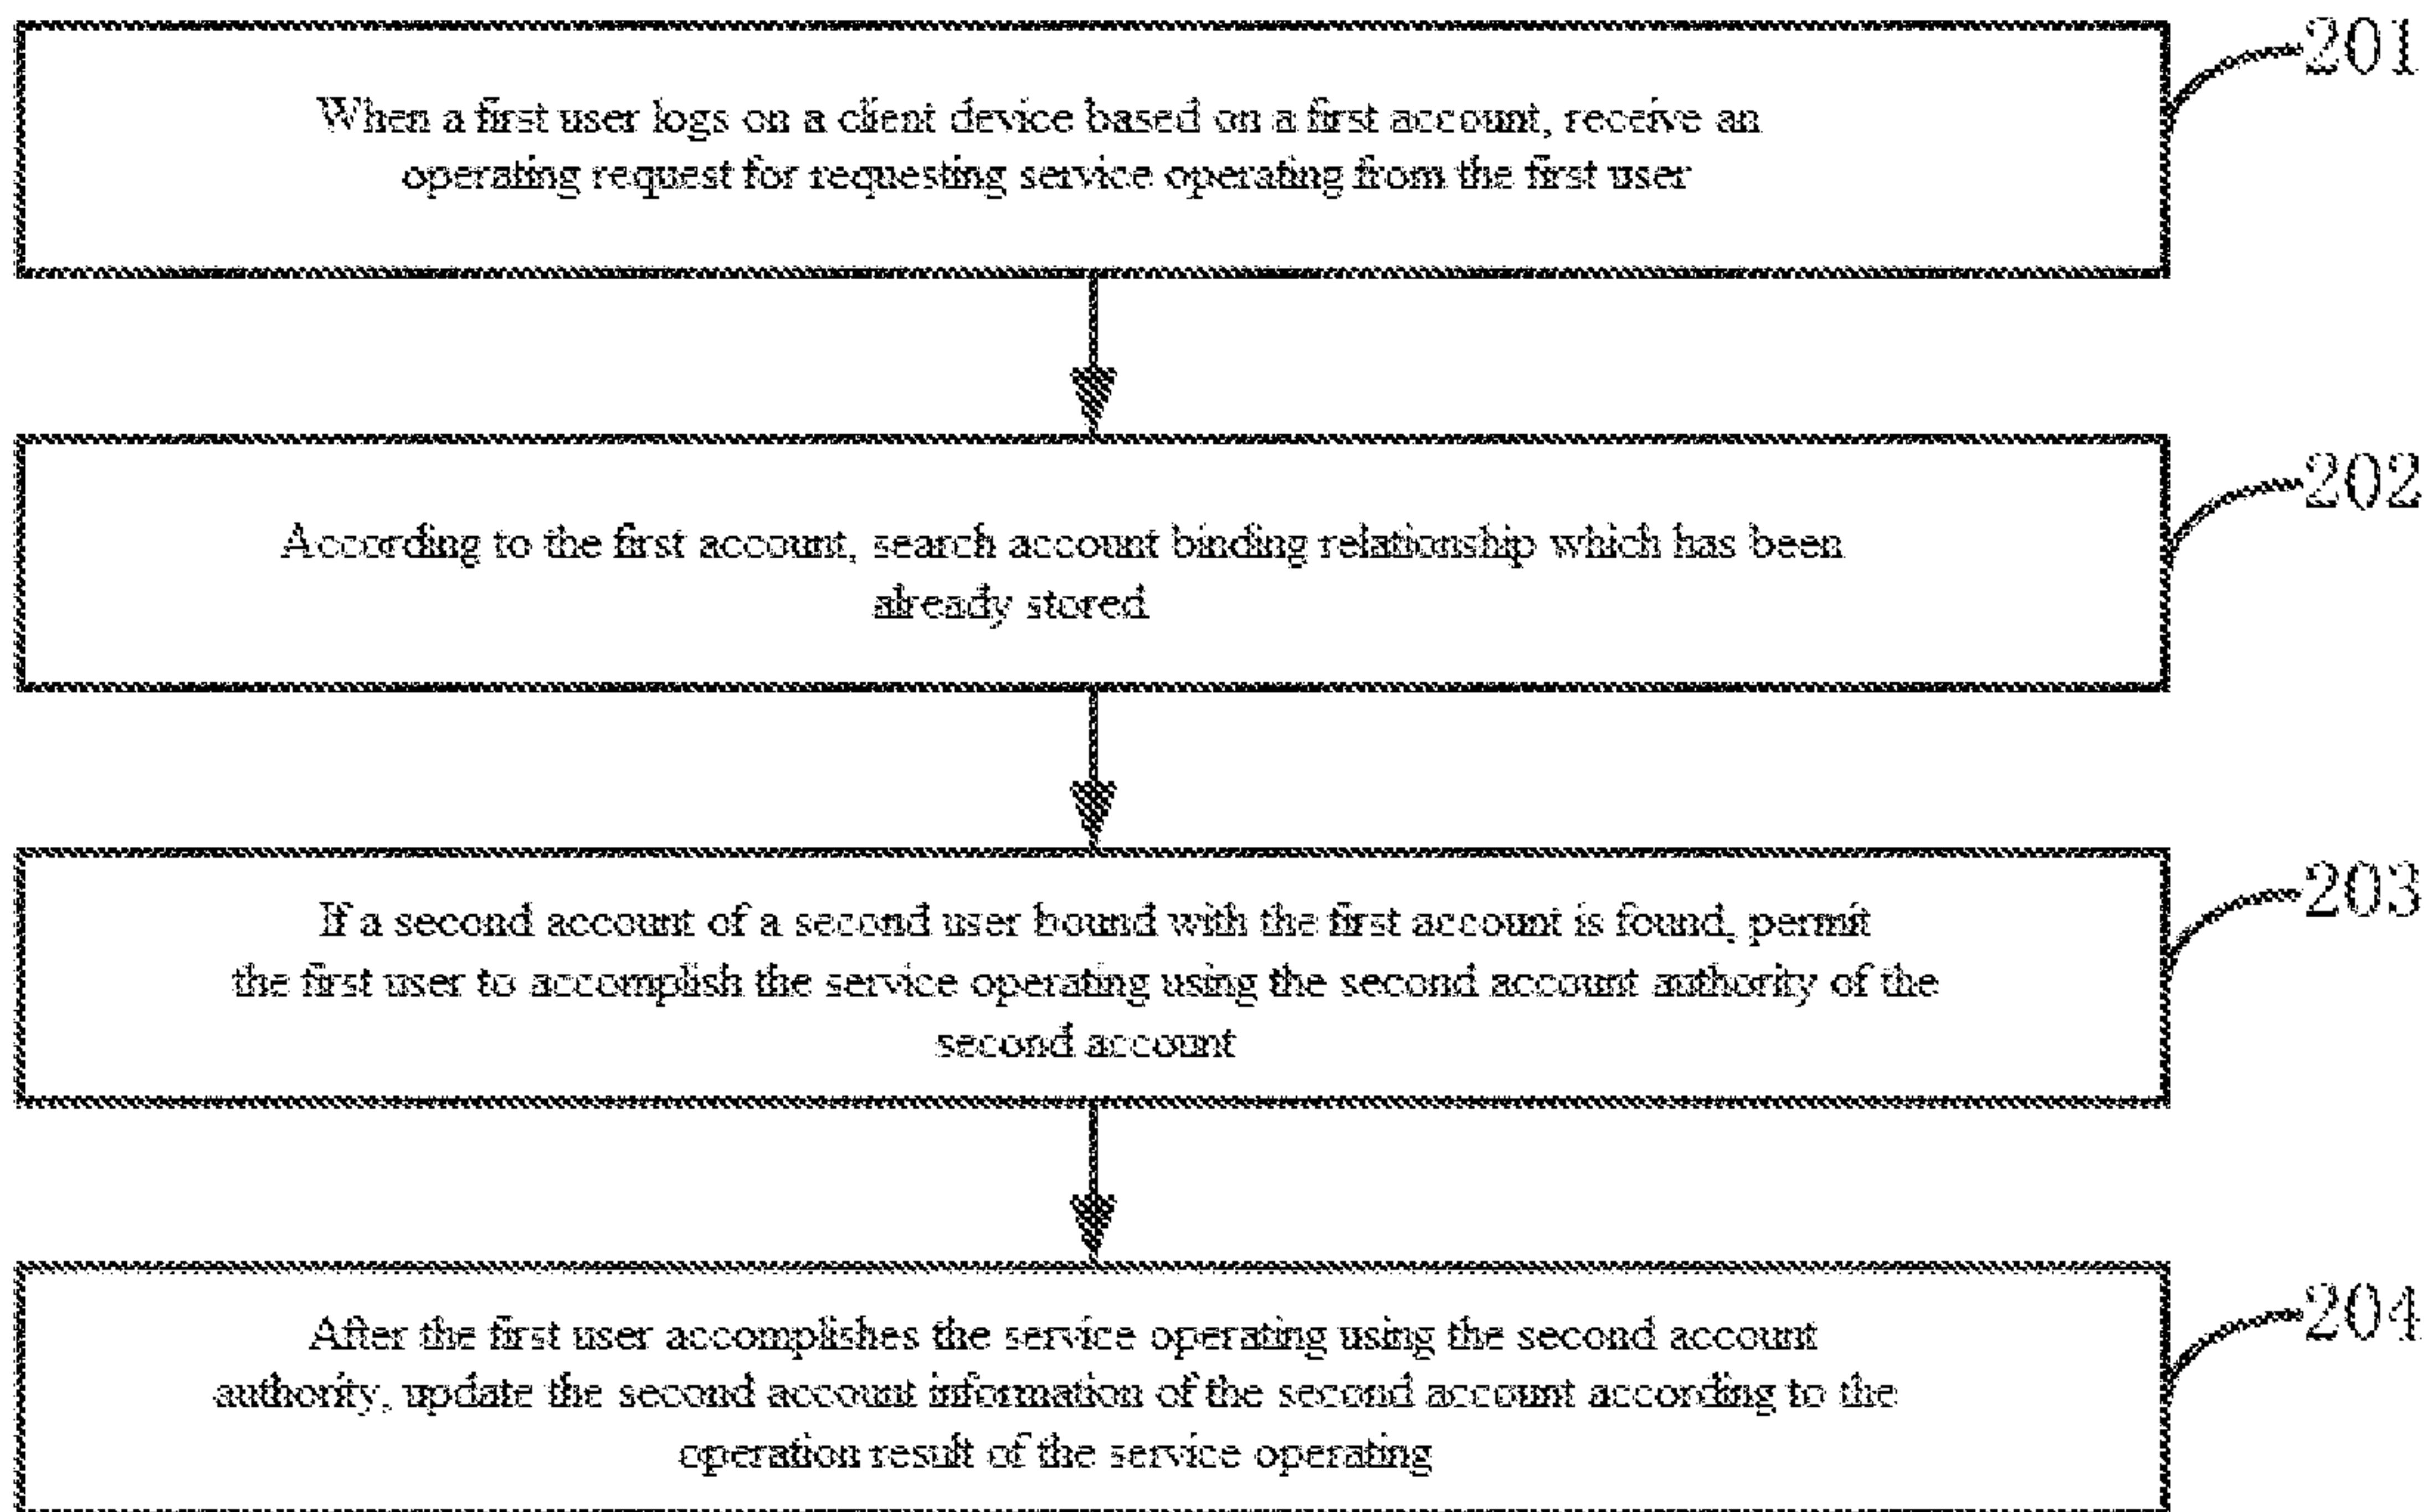 201
When a first user logs on a client device based on a first account, receive an
operating request for requesting service operating from the first user
202
According to the first account, search account binding relationship which has been
already stored
203
If a second account of a second user bound with the first account is found, permit
the first user to accomplish the service operating using the second account authority of the
second account
204
After the first user accomplishes the service operating using the second account
authority, update the second account information of the second account according to the
operation result of the service operating